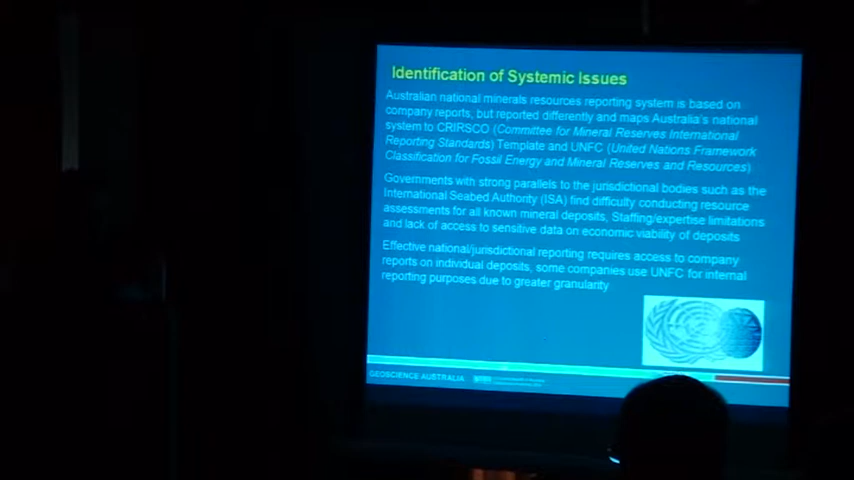 Identification of Systemic Issues
Australian national minerals resources reporting system is based on
company reports, but reported differently and maps Australia's national
system to CRIRSCO (Committee for Mineral Reserves International
Reporting Standards) Template and UNFC (United Nations Framework
Classification for Fossil Energy and Mineral Reserves and Resources)
Governments with strong parallels to the jurisdictional bodies such as the
International Seabed Authority (ISA) find difficulty conducting resource
assessments for all known mineral deposits, Staffing/expertise limitations
and lack of access to sensitive data on economic viability of deposits
Effective national/jurisdictional reporting requires access to company
reports on individual deposits, some companies use UNFC for internal
reporting purposes due to greater granularity
GEOSCIENCE AUSTRALIA